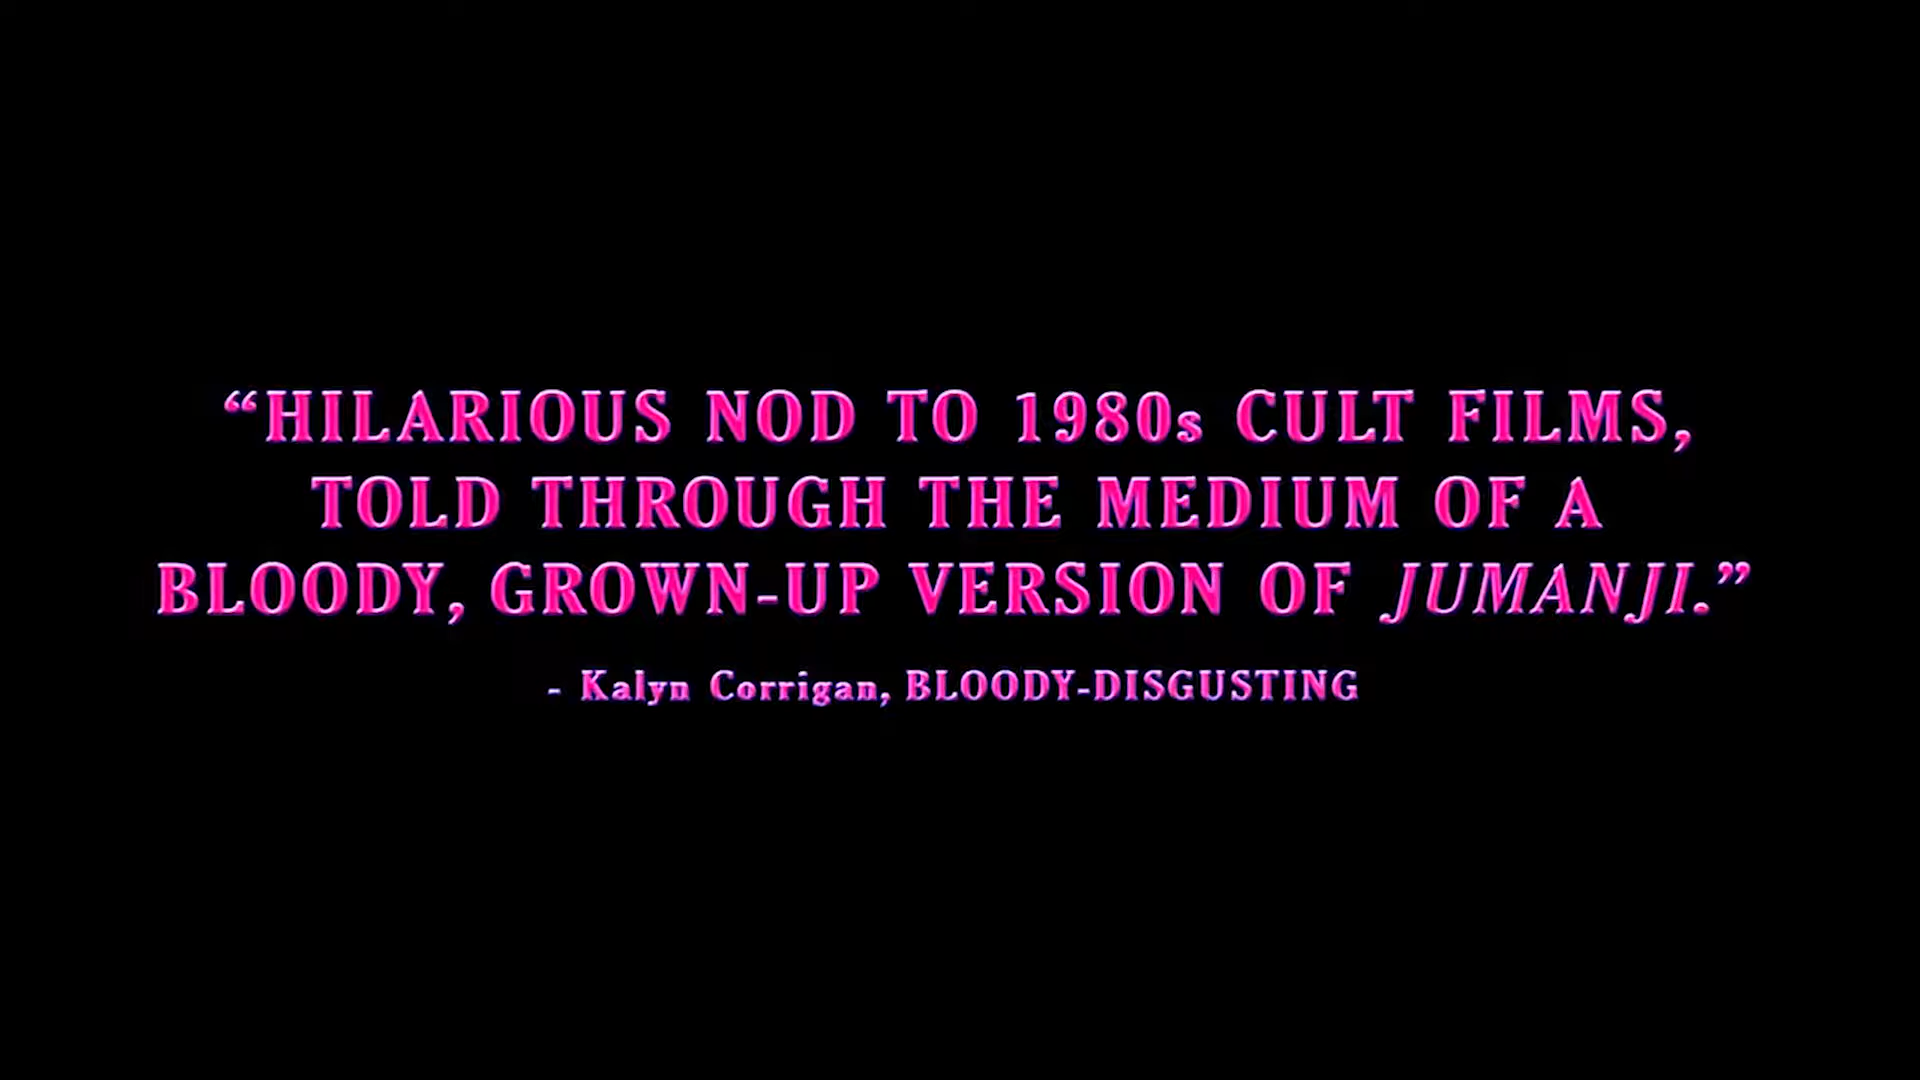 “HILARIOUS NOD TO 1980s CULT FILMS,
TOLD THROUGH THE MEDIUM OF A
BLOODY, GROWN-UP VERSION OF JUMANJI.”
- Kalyn Corrigan, BLOODY-DISGUSTING